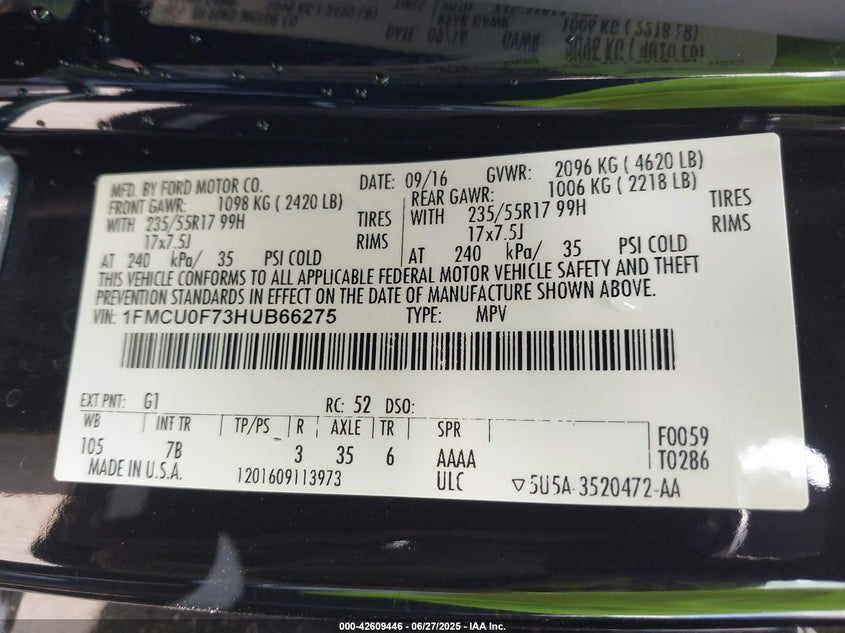 MFD. BY FORD MOTOR CO. DATE: 09/16 GVWR: 2096 KG ( 4620 LB)
FRONT GAWR: 1098 KG ( 2420 LB) REAR GAWR: 1006 KG ( 2218 LB)
WITH 235/55R17 99H TIRES WITH 235/55R17 99H TIRES
17x7.5J RIMS 17x7.5J RIMS
AT 240 kPa/ 35 PSI COLD AT 240 kPa/ 35 PSI COLD
THIS VEHICLE CONFORMS TO ALL APPLICABLE FEDERAL MOTOR VEHICLE SAFETY AND THEFT
PREVENTION STANDARDS IN EFFECT ON THE DATE OF MANUFACTURE SHOWN ABOVE.
VIN: 1FMCU0F73HUB66275 TYPE: MPV
EXT PNT: G1 RC: 52 DSO:
WB INT TR TP/PS R AXLE TR SPR F0059
105 7B 3 35 6 AAAA T0286
MADE IN U.S.A. 1201609113973 ULC ▽5U5A-3520472-AA
000-42609446 - 06/27/2025 - IAA Inc.